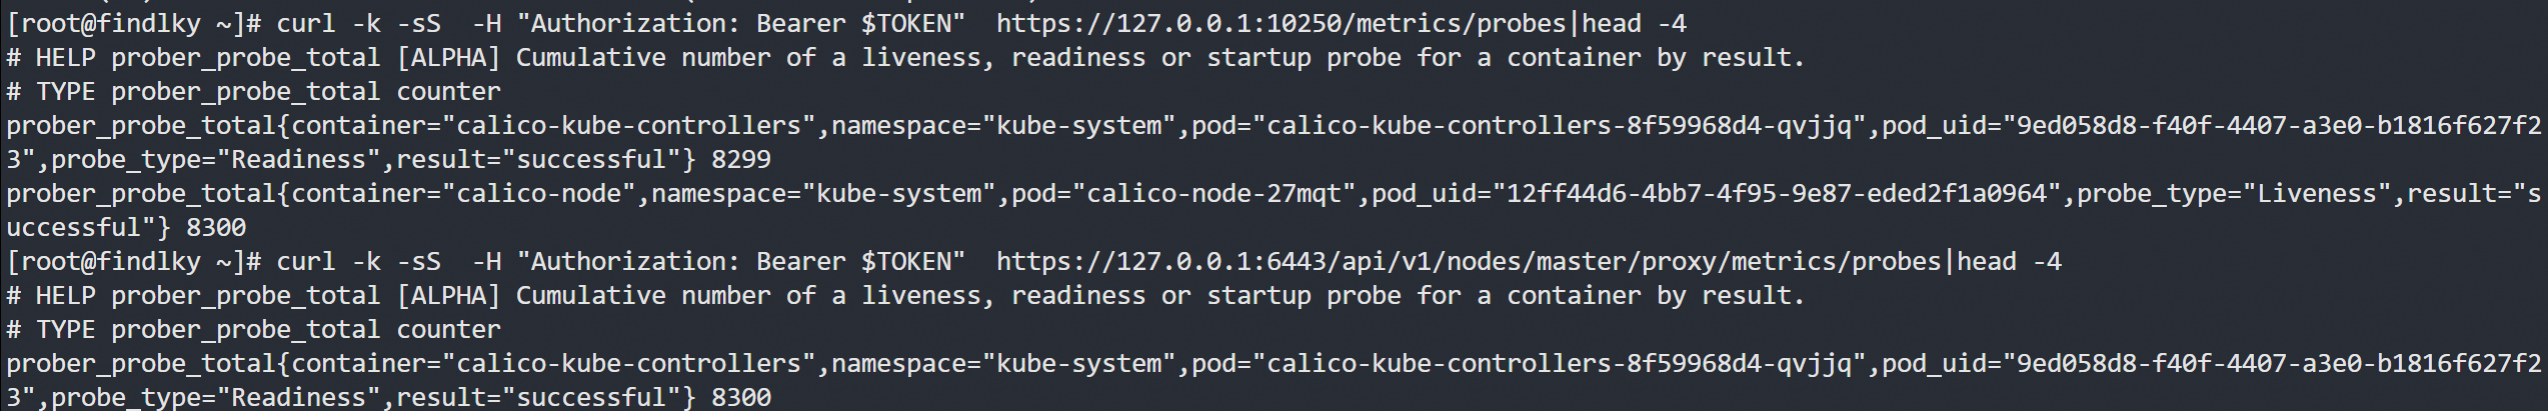 [root@findlky ~]# curl -k -sS  -H "Authorization: Bearer $TOKEN"  https://127.0.0.1:10250/metrics/probes|head -4
# HELP prober_probe_total [ALPHA] Cumulative number of a liveness, readiness or startup probe for a container by result.
# TYPE prober_probe_total counter
prober_probe_total{container="calico-kube-controllers",namespace="kube-system",pod="calico-kube-controllers-8f59968d4-qvjjq",pod_uid="9ed058d8-f40f-4407-a3e0-b1816f627f2
3",probe_type="Readiness",result="successful"} 8299
prober_probe_total{container="calico-node",namespace="kube-system",pod="calico-node-27mqt",pod_uid="12ff44d6-4bb7-4f95-9e87-eded2f1a0964",probe_type="Liveness",result="s
uccessful"} 8300
[root@findlky ~]# curl -k -sS  -H "Authorization: Bearer $TOKEN"  https://127.0.0.1:6443/api/v1/nodes/master/proxy/metrics/probes|head -4
# HELP prober_probe_total [ALPHA] Cumulative number of a liveness, readiness or startup probe for a container by result.
# TYPE prober_probe_total counter
prober_probe_total{container="calico-kube-controllers",namespace="kube-system",pod="calico-kube-controllers-8f59968d4-qvjjq",pod_uid="9ed058d8-f40f-4407-a3e0-b1816f627f2
3",probe_type="Readiness",result="successful"} 8300